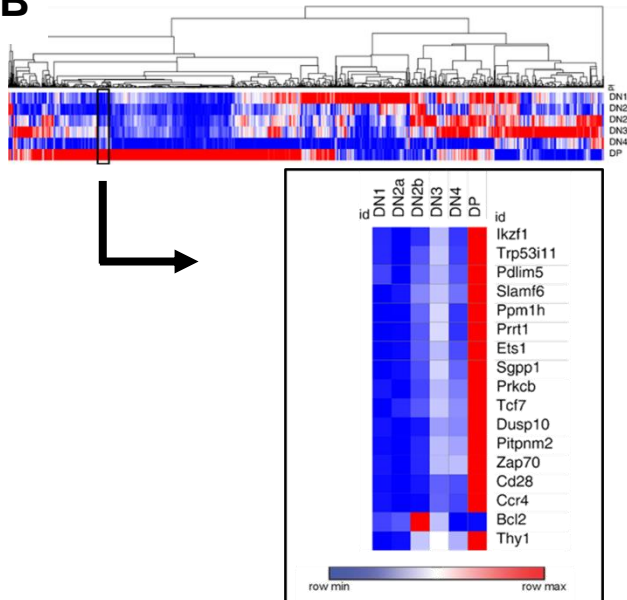 B
DN1
DN2
DN2
DN3
DN4
DP
id DN1 DN2a DN2b DN3 DN4 DP id
Ikzf1
Trp53i11
Pdlim5
Slamf6
Ppm1h
Prrt1
Ets1
Sgpp1
Prkcb
Tcf7
Dusp10
Pitpnm2
Zap70
Cd28
Ccr4
Bcl2
Thy1
row min row max